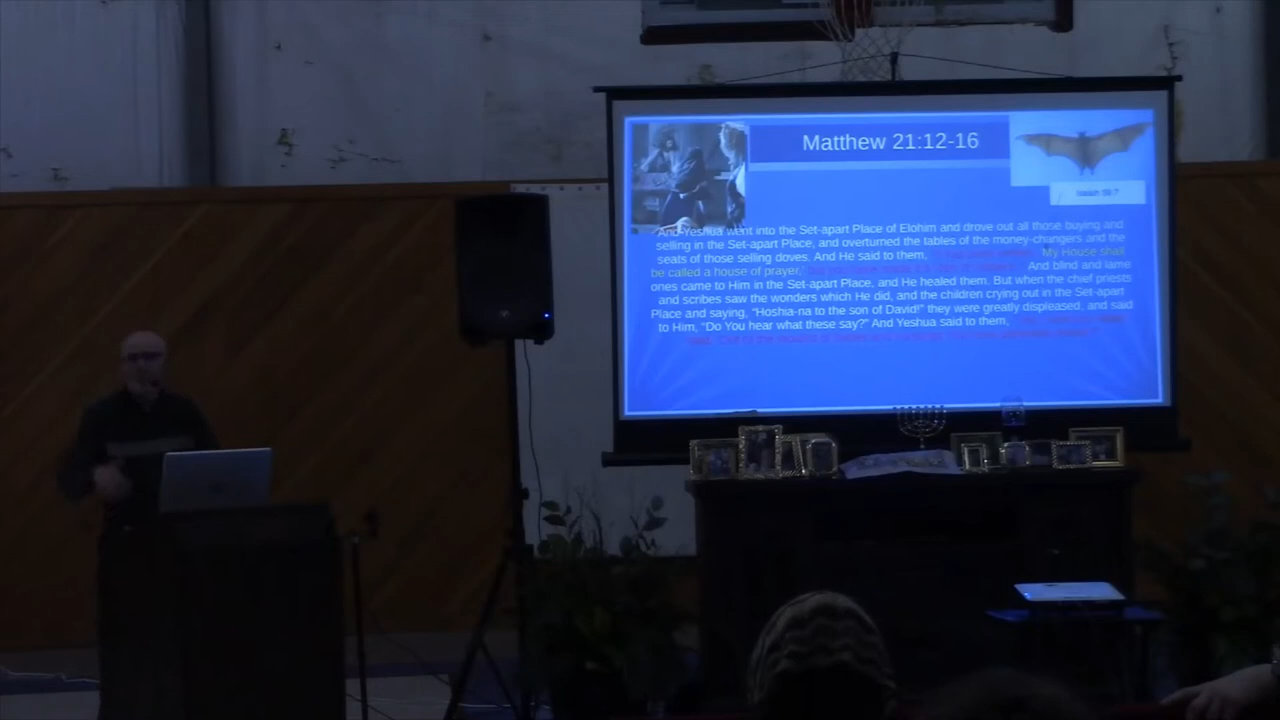 Matthew 21:12-16
Isaiah 56:7
And Yeshua went into the Set-apart Place of Elohim and drove out all those buying and
selling in the Set-apart Place, and overturned the tables of the money-changers and the
seats of those selling doves. And He said to them, 'My House shall
be called a house of prayer,' And blind and lame
ones came to Him in the Set-apart Place, and He healed them. But when the chief priests
and scribes saw the wonders which He did, and the children crying out in the Set-apart
Place and saying, “Hoshia-na to the son of David!” they were greatly displeased, and said
to Him, “Do You hear what these say?” And Yeshua said to them,